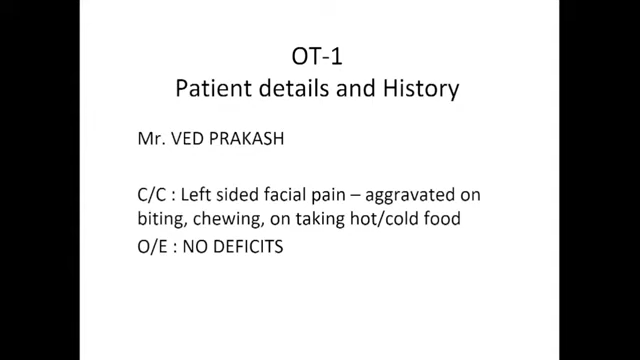 OT-1
Patient details and History
Mr. VED PRAKASH
C/C : Left sided facial pain – aggravated on
biting, chewing, on taking hot/cold food
O/E : NO DEFICITS